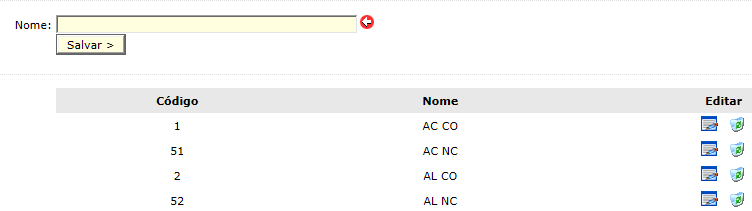 Nome:
Salvar >
Código Nome Editar
1 AC CO
51 AC NC
2 AL CO
52 AL NC